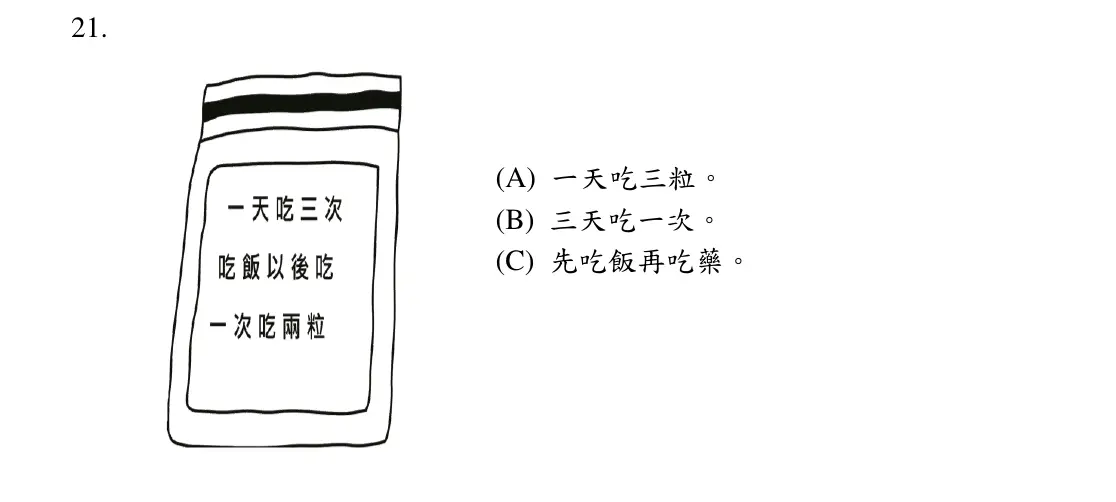 21.
一天吃三次
吃飯以後吃
一次吃兩粒
(A) 一天吃三粒。
(B) 三天吃一次。
(C) 先吃飯再吃藥。